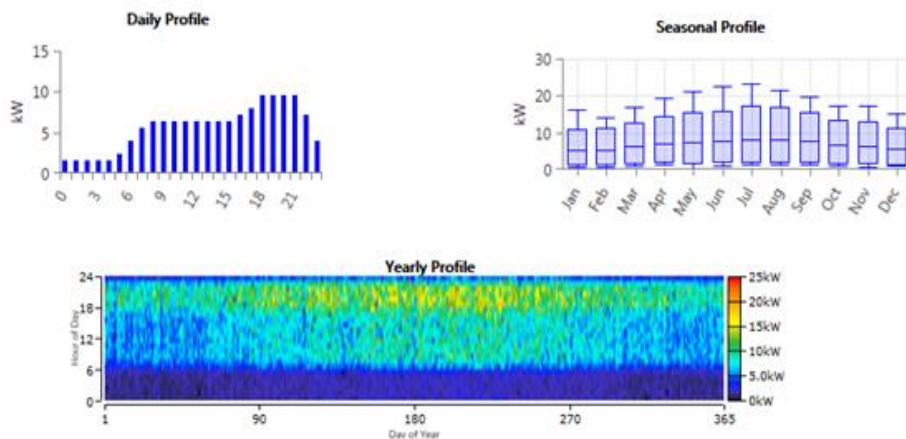 Daily Profile
15
10
5
0
kW
0 3 6 9 12 15 18 21
Seasonal Profile
30
20
10
0
kW
Jan Feb Mar Apr May Jun Jul Aug Sep Oct Nov Dec
Yearly Profile
24
18
12
6
0
Hour of Day
1 90 180 270 365
Day of Year
25kW
20kW
15kW
10kW
5.0kW
0kW